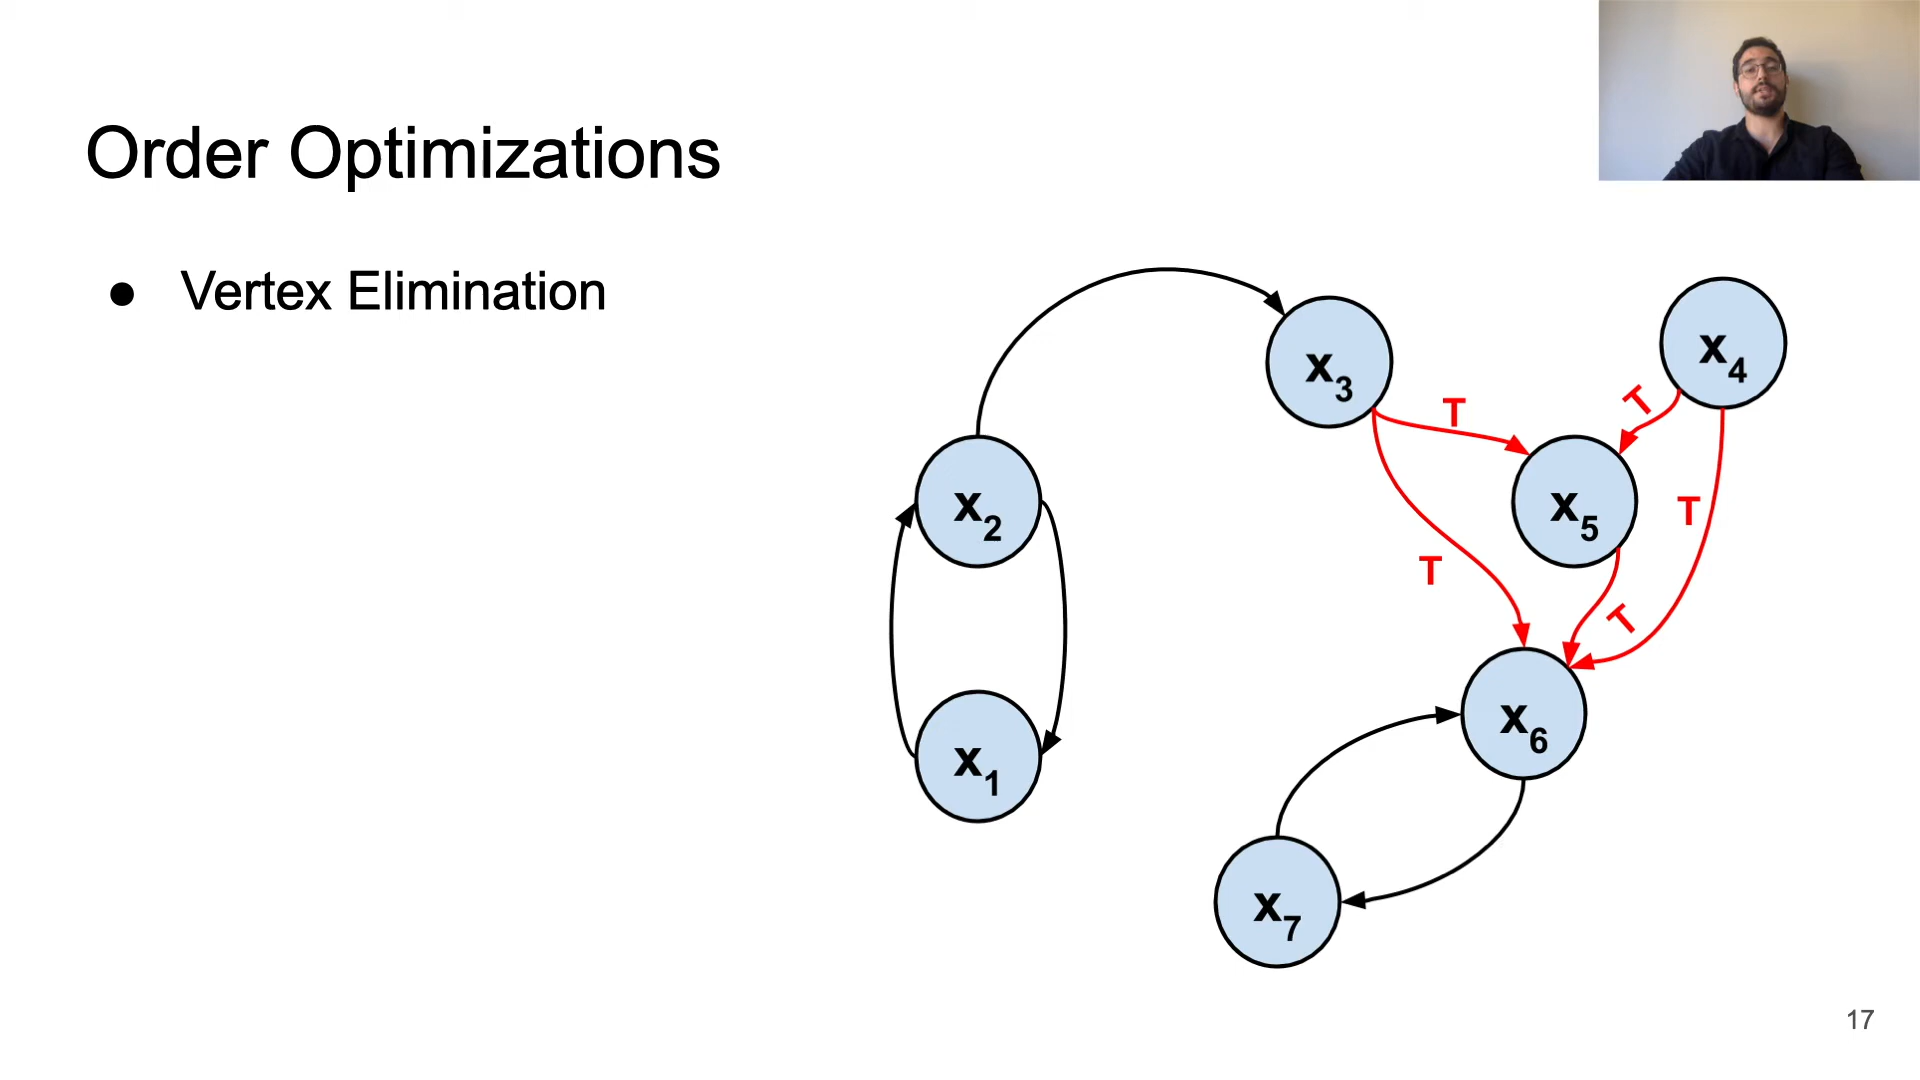 Order Optimizations
● Vertex Elimination
x3
x4
T
T
x2
x5
T
T
T
x6
x1
x7
17